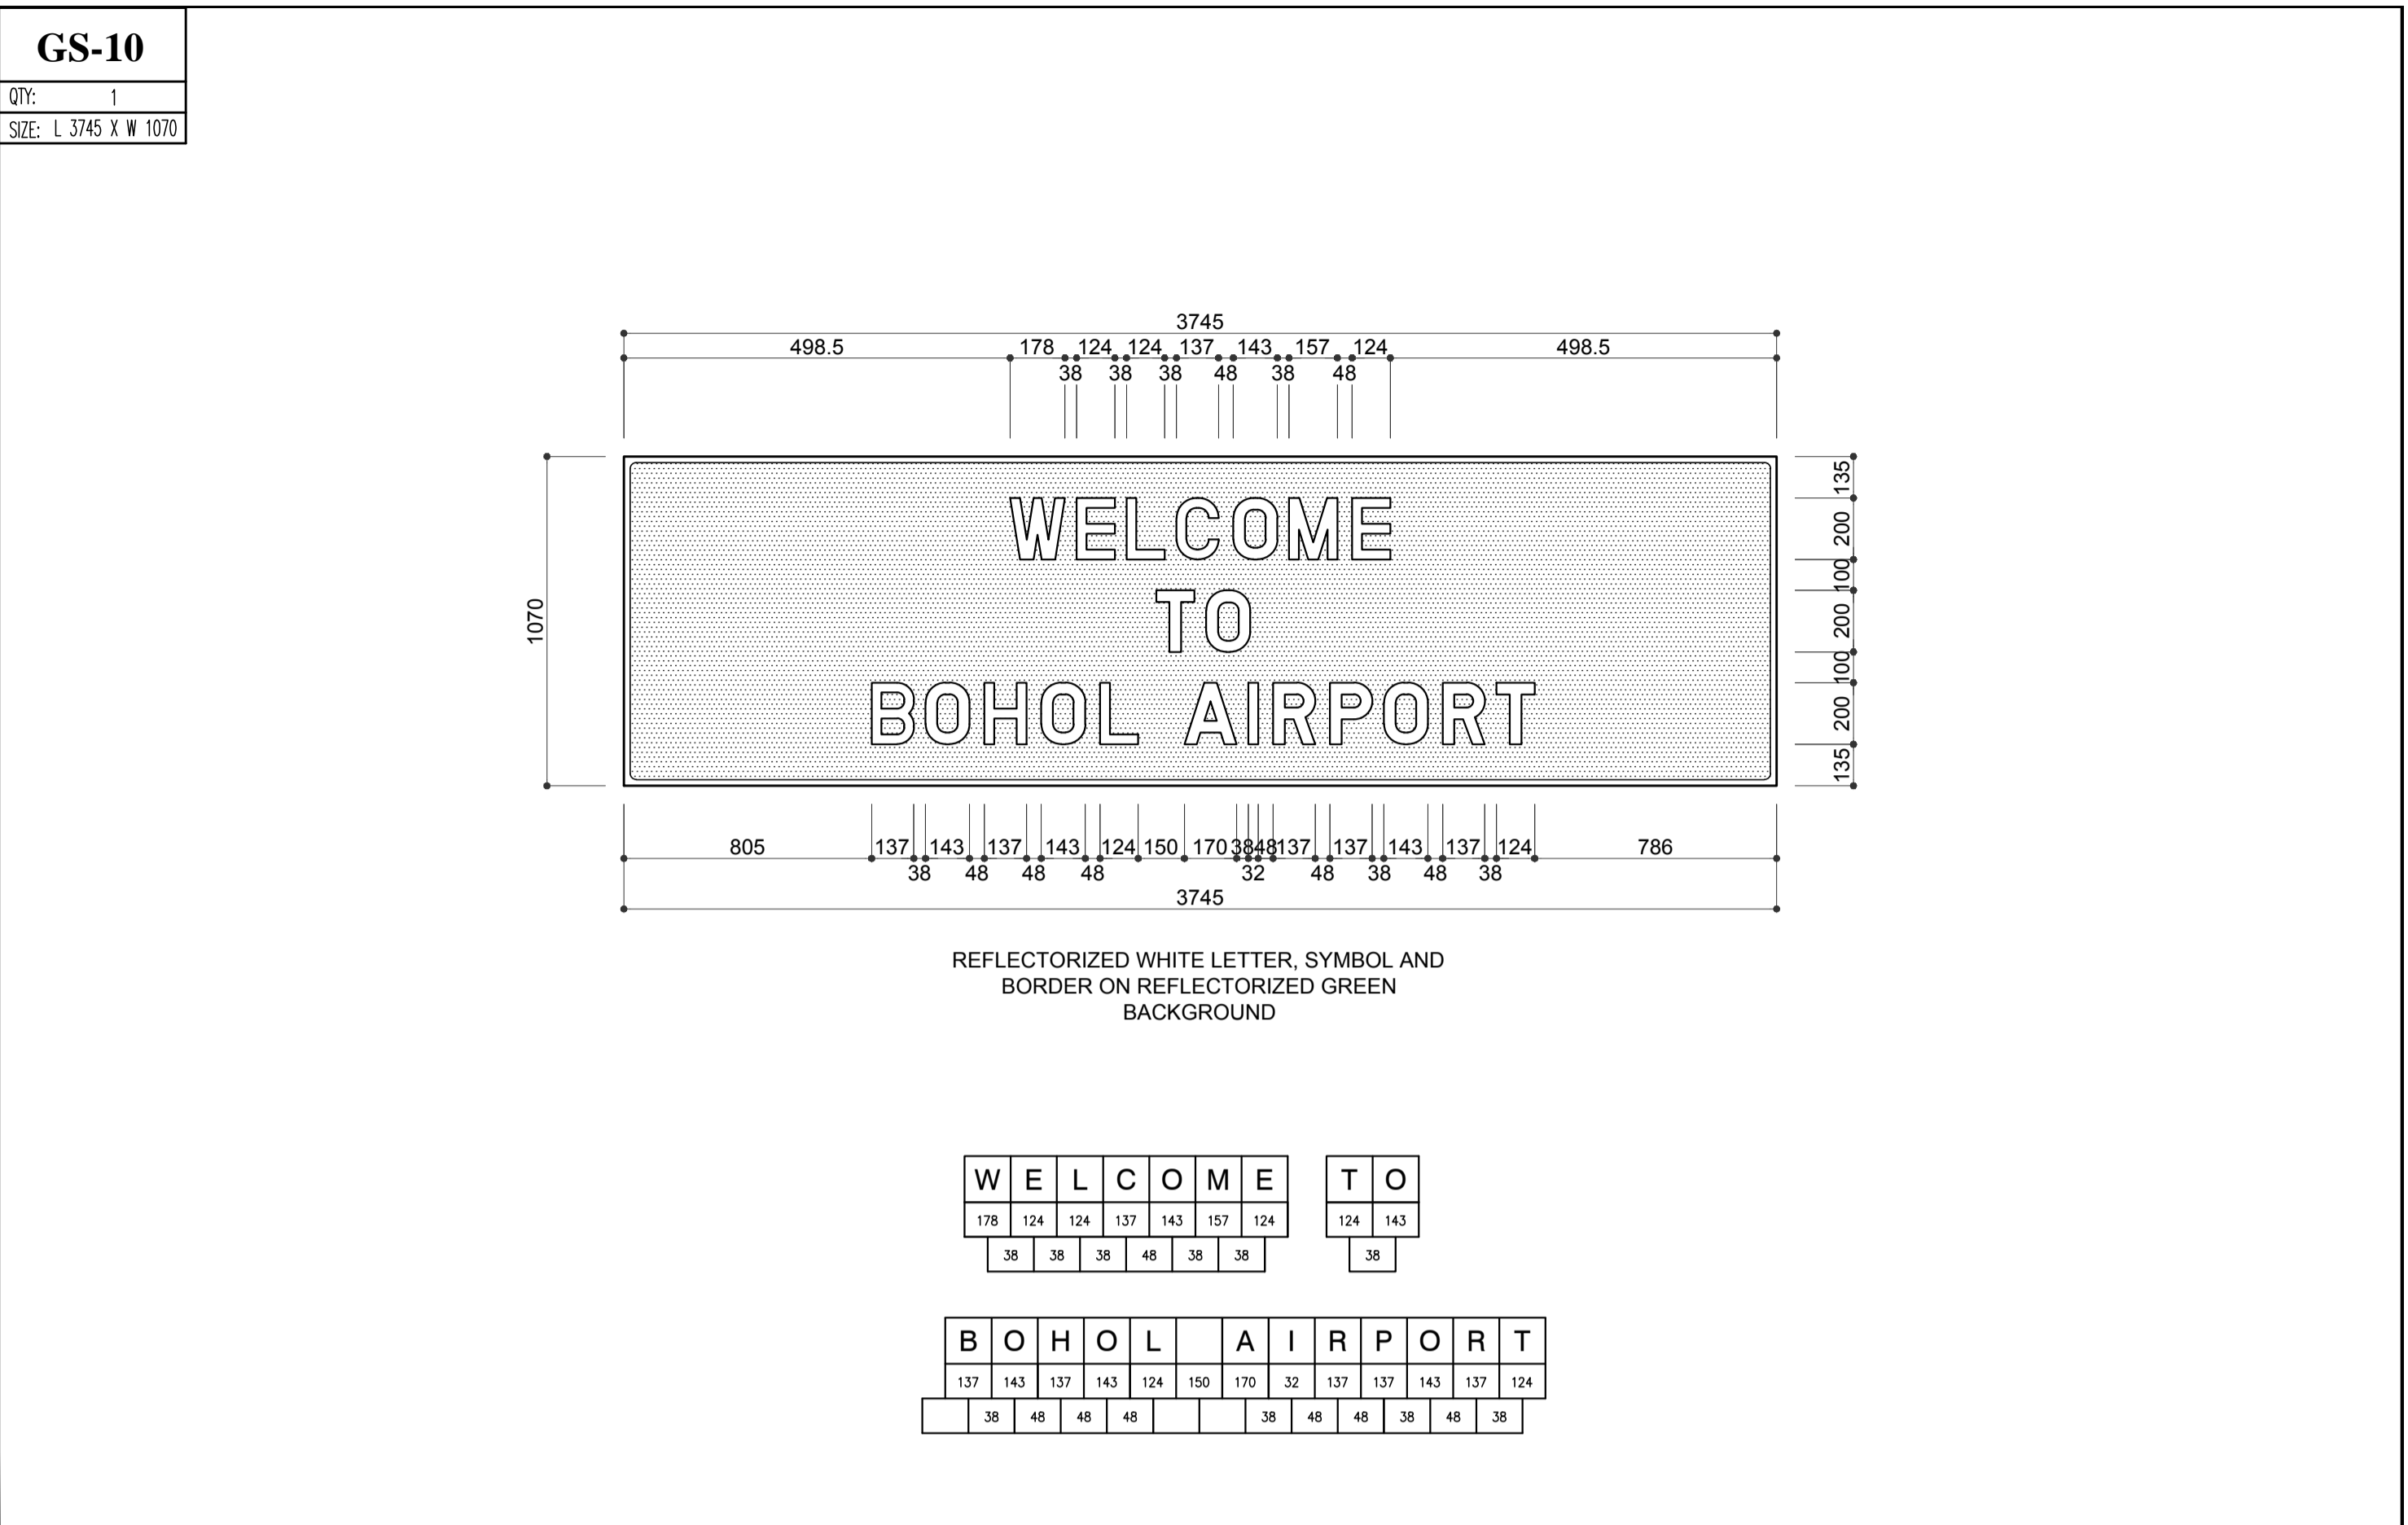 GS-10
QTY: 1
SIZE: L 3745 X W 1070
3745
498.5 178 124 124 137 143 157 124 498.5
38 38 38 48 38 48
1070
135
200
100
200
100
200
135
WELCOME
TO
BOHOL AIRPORT
805 137 143 137 143 124 150 170 38 48 137 137 143 137 124 786
38 48 48 48 32 48 38 48 38
3745
REFLECTORIZED WHITE LETTER, SYMBOL AND
BORDER ON REFLECTORIZED GREEN
BACKGROUND
W E L C O M E T O
178 124 124 137 143 157 124 124 143
38 38 38 48 38 38 38
B O H O L A I R P O R T
137 143 137 143 124 150 170 32 137 137 143 137 124
38 48 48 48 38 48 48 38 48 38